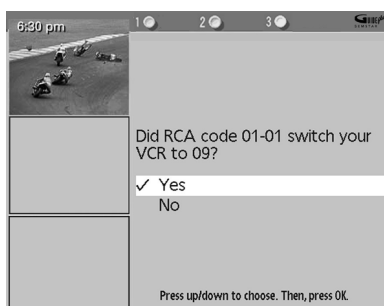 6:30 pm
1 2 3
Did RCA code 01-01 switch your
VCR to 09?
✓ Yes
No
Press up/down to choose. Then, press OK.